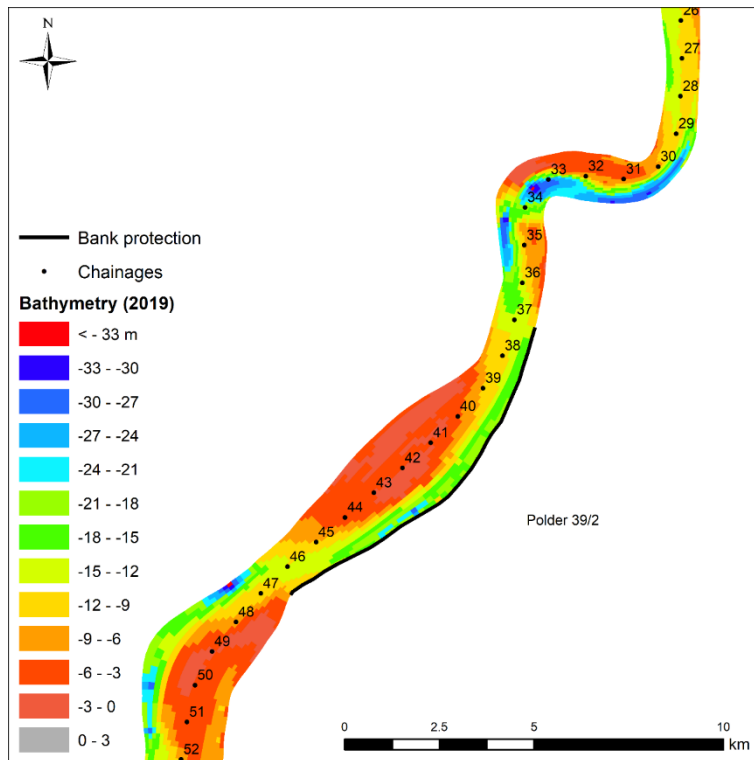 N
26
27
28
29
30
31
32
33
34
35
36
37
38
39
40
41
42
43
44
45
46
47
48
49
50
51
52
Bank protection
Chainages
Bathymetry (2019)
< - 33 m
-33 - -30
-30 - -27
-27 - -24
-24 - -21
-21 - -18
-18 - -15
-15 - -12
-12 - -9
-9 - -6
-6 - -3
-3 - 0
0 - 3
Polder 39/2
0 2.5 5 10
km